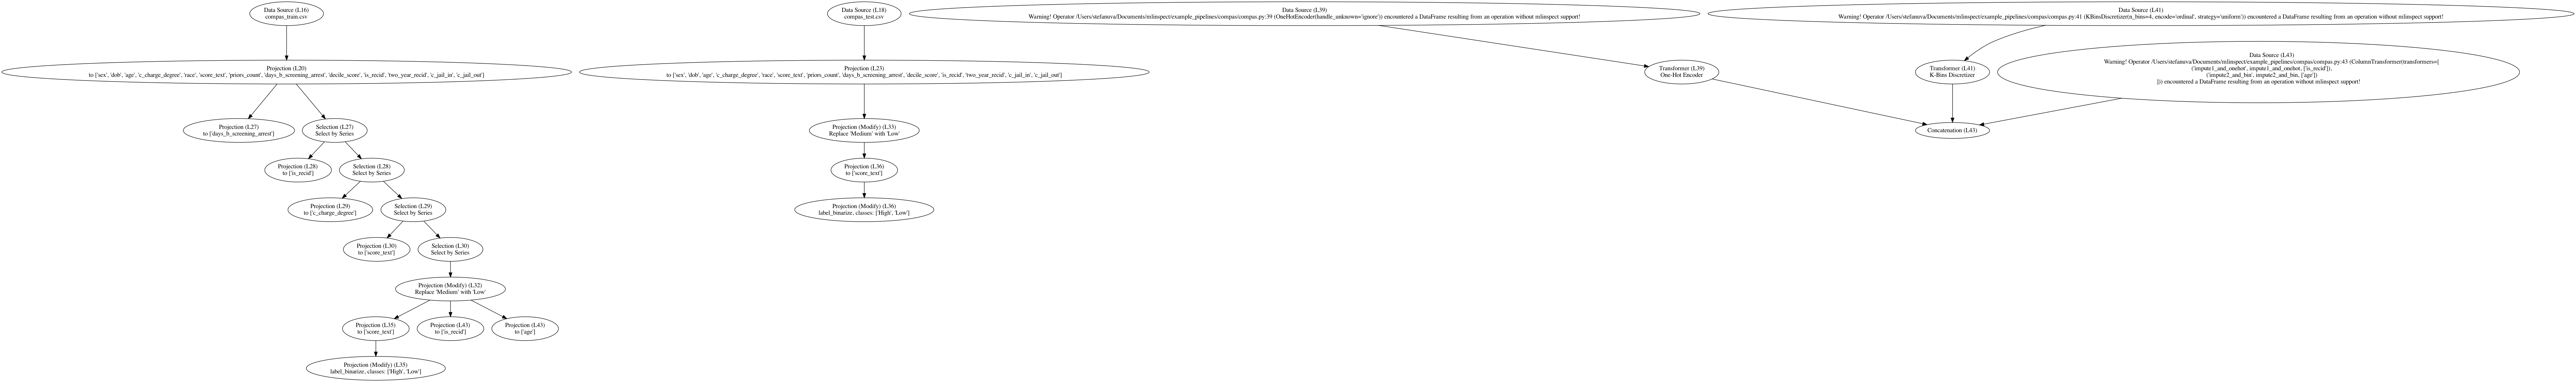 Data Source (L16)
compas_train.csv
Data Source (L18)
compas_test.csv
Data Source (L39)
Warning! Operator /Users/stefanuva/Documents/mlinspect/example_pipelines/compas/compas.py:39 (OneHotEncoder(handle_unknown='ignore')) encountered a DataFrame resulting from an operation without mlinspect support!
Data Source (L41)
Warning! Operator /Users/stefanuva/Documents/mlinspect/example_pipelines/compas/compas.py:41 (KBinsDiscretizer(n_bins=4, encode='ordinal', strategy='uniform')) encountered a DataFrame resulting from an operation without mlinspect support!
Projection (L20)
to ['sex', 'dob', 'age', 'c_charge_degree', 'race', 'score_text', 'priors_count', 'days_b_screening_arrest', 'decile_score', 'is_recid', 'two_year_recid', 'c_jail_in', 'c_jail_out']
Projection (L23)
to ['sex', 'dob', 'age', 'c_charge_degree', 'race', 'score_text', 'priors_count', 'days_b_screening_arrest', 'decile_score', 'is_recid', 'two_year_recid', 'c_jail_in', 'c_jail_out']
Transformer (L39)
One-Hot Encoder
Transformer (L41)
K-Bins Discretizer
Data Source (L43)
Warning! Operator /Users/stefanuva/Documents/mlinspect/example_pipelines/compas/compas.py:43 (ColumnTransformer(transformers=[
('impute1_and_onehot', impute1_and_onehot, ['is_recid']),
('impute2_and_bin', impute2_and_bin, ['age'])
])) encountered a DataFrame resulting from an operation without mlinspect support!
Projection (L27)
to ['days_b_screening_arrest']
Selection (L27)
Select by Series
Projection (Modify) (L33)
Replace 'Medium' with 'Low'
Concatenation (L43)
Projection (L28)
to ['is_recid']
Selection (L28)
Select by Series
Projection (L36)
to ['score_text']
Projection (L29)
to ['c_charge_degree']
Selection (L29)
Select by Series
Projection (Modify) (L36)
label_binarize, classes: ['High', 'Low']
Projection (L30)
to ['score_text']
Selection (L30)
Select by Series
Projection (Modify) (L32)
Replace 'Medium' with 'Low'
Projection (L35)
to ['score_text']
Projection (L43)
to ['is_recid']
Projection (L43)
to ['age']
Projection (Modify) (L35)
label_binarize, classes: ['High', 'Low']